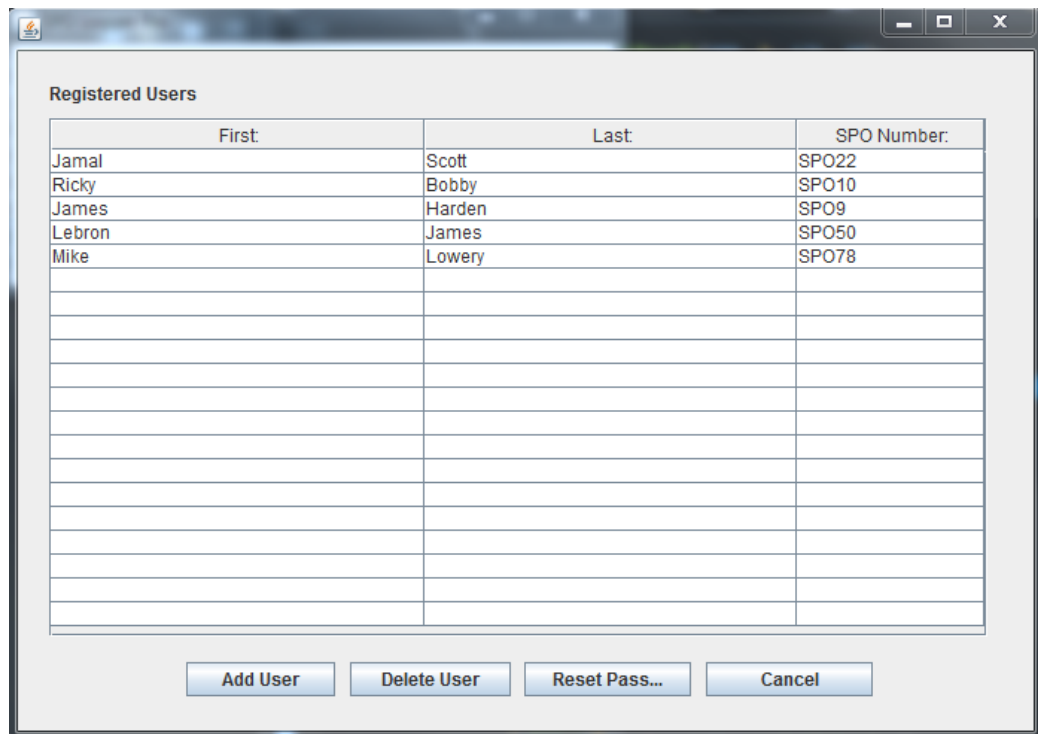 Registered Users
First: Last: SPO Number:
Jamal Scott SPO22
Ricky Bobby SPO10
James Harden SPO9
Lebron James SPO50
Mike Lowery SPO78
Add User Delete User Reset Pass... Cancel